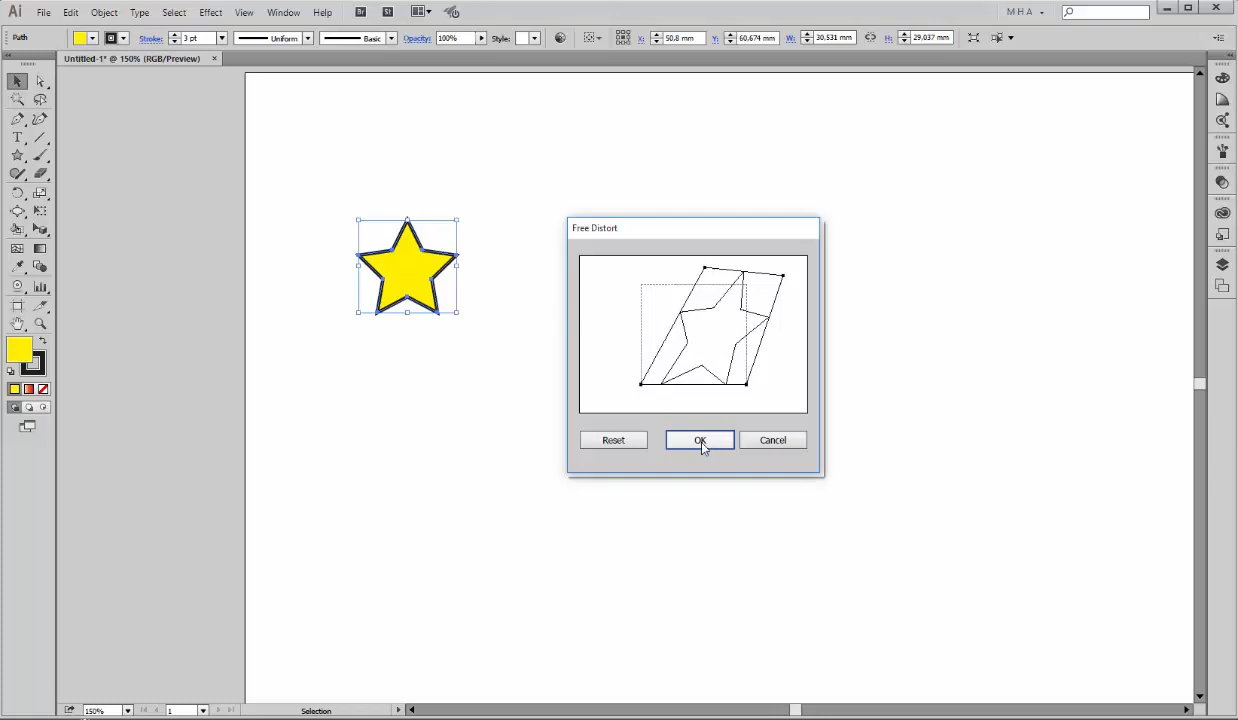 Ai File Edit Object Type Select Effect View Window Help Br St MHA
Path Stroke: 3 pt Uniform Basic Opacity: 100% Style: X: 50,8 mm Y: 60,674 mm W: 30,531 mm H: 29,037 mm
Untitled-1* @ 150% (RGB/Preview) ×
T
Free Distort
Reset OK Cancel
150% 1 Selection